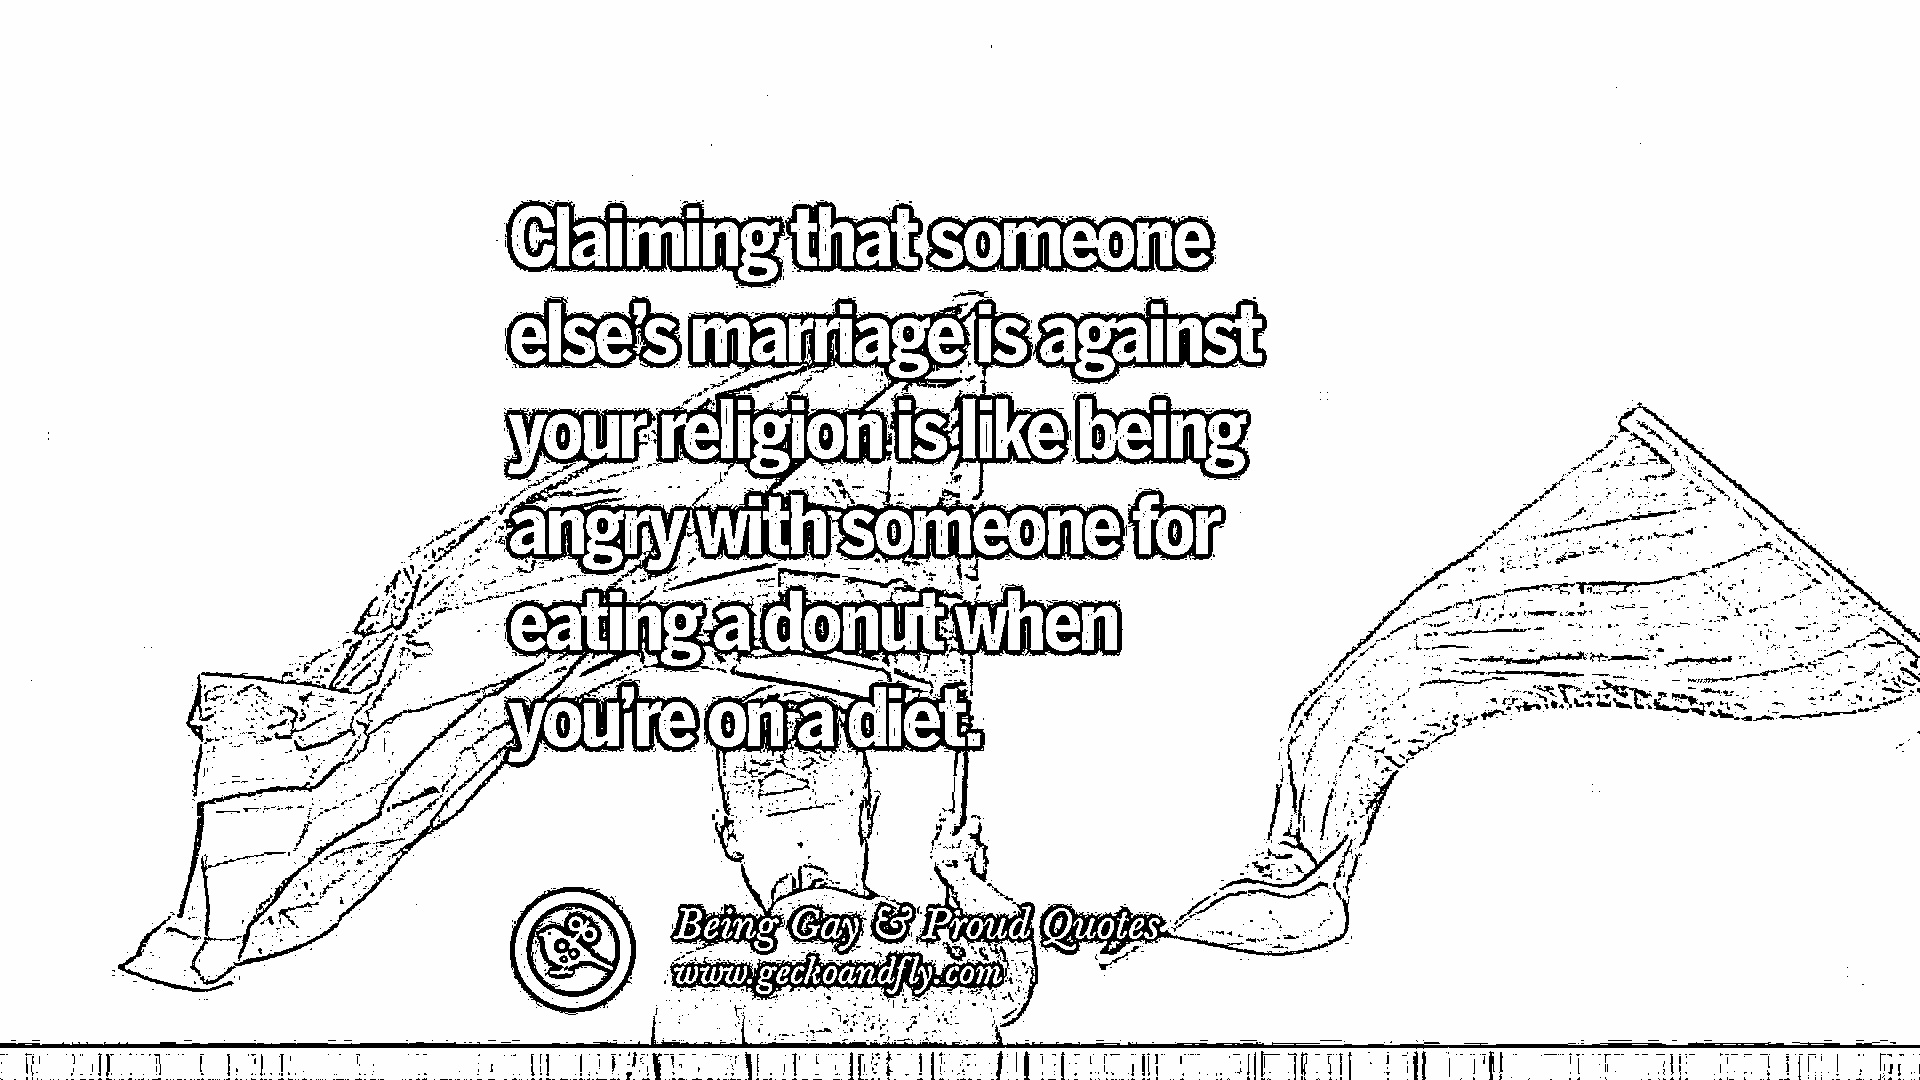 Claiming that someone
else’s marriage is against
your religion is like being
angry with someone for
eating a donut when
you’re on a diet.
Being Gay & Proud Quotes
www.geckoandfly.com